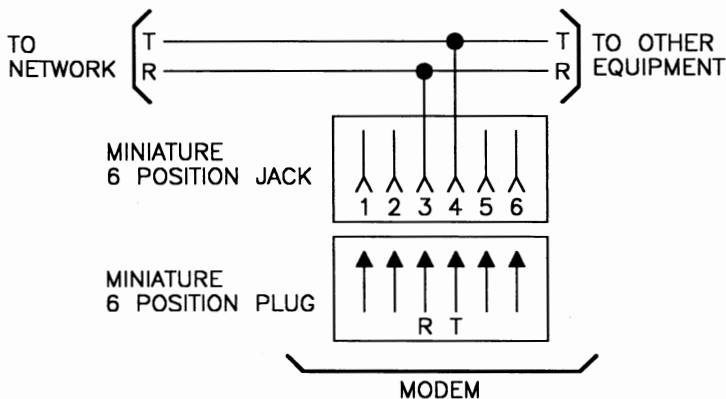 TO NETWORK
T
R
T
R
TO OTHER EQUIPMENT
MINIATURE
6 POSITION JACK
1 2 3 4 5 6
MINIATURE
6 POSITION PLUG
R T
MODEM